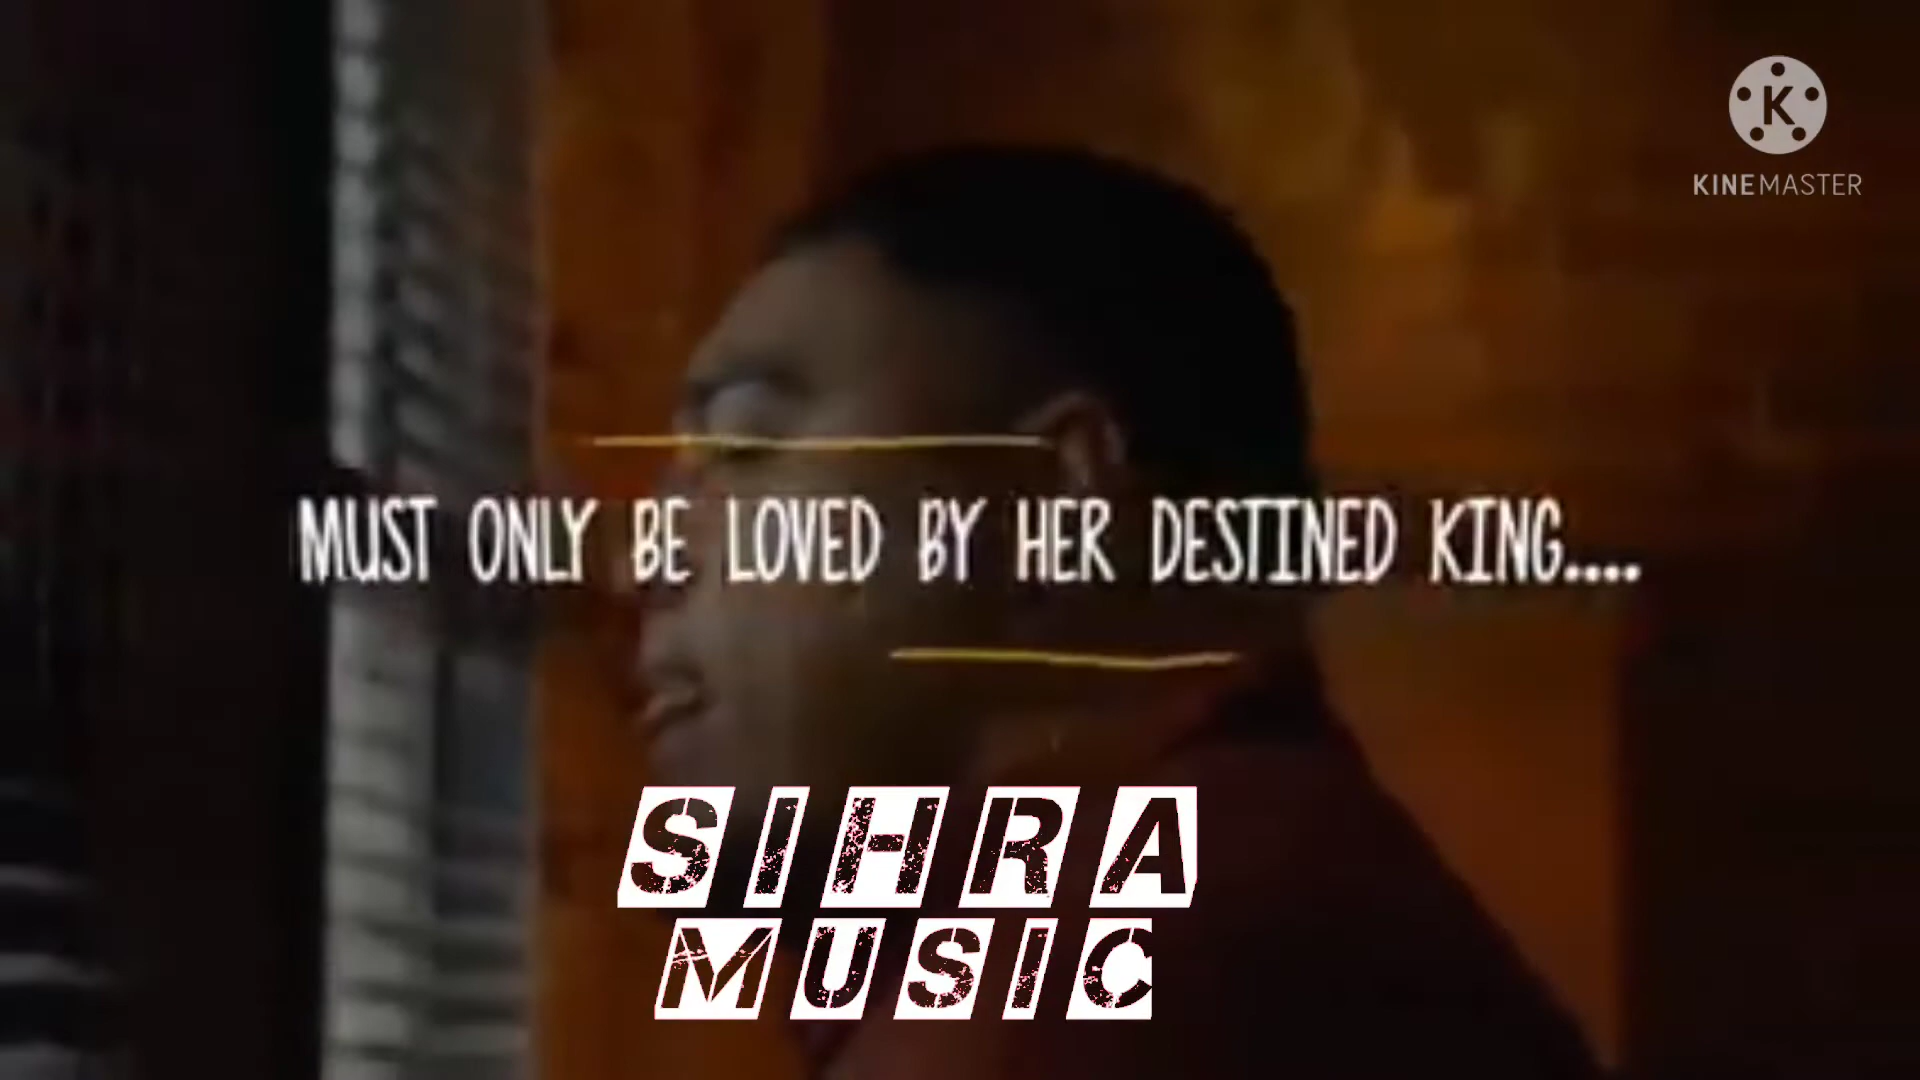 KINEMASTER
MUST ONLY BE LOVED BY HER DESTINED KING....
SIHRA
MUSIC